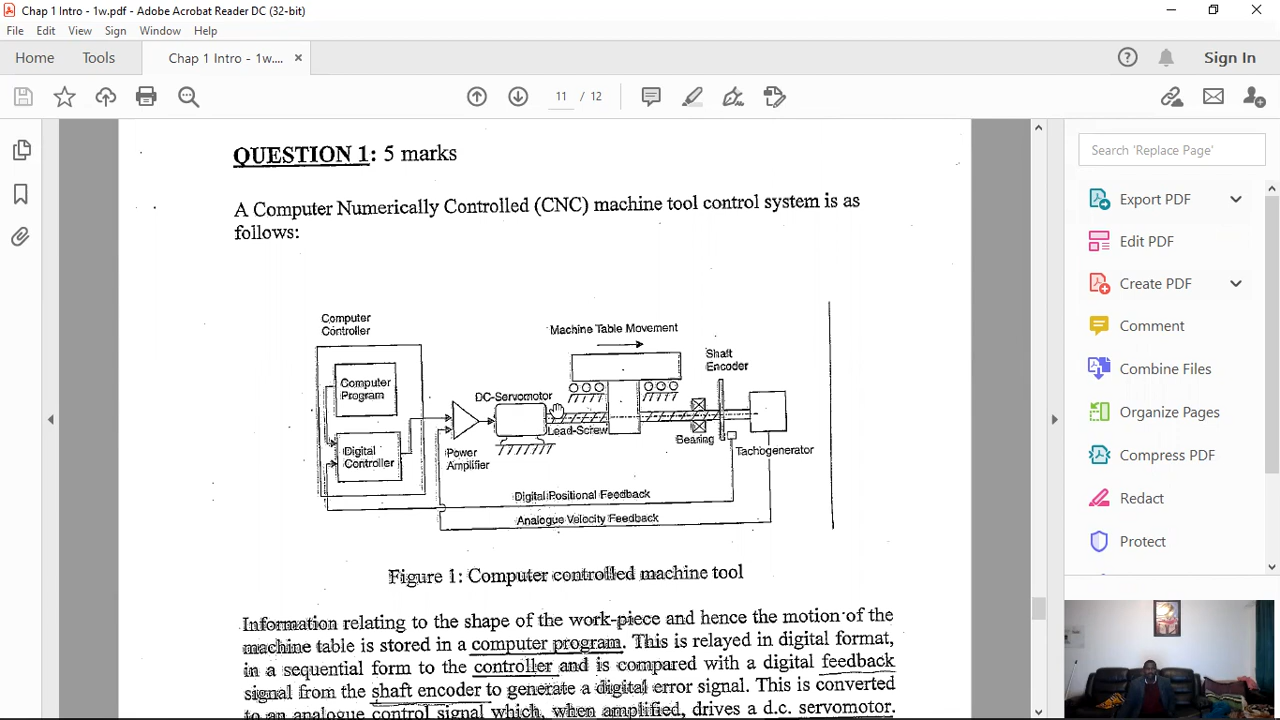 Chap 1 Intro - 1w.pdf - Adobe Acrobat Reader DC (32-bit)
File Edit View Sign Window Help
Home Tools Chap 1 Intro - 1w.... × Sign In
11 / 12
Search 'Replace Page'
Export PDF
Edit PDF
Create PDF
Comment
Combine Files
Organize Pages
Compress PDF
Redact
Protect
QUESTION 1: 5 marks
A Computer Numerically Controlled (CNC) machine tool control system is as
follows:
Computer
Controller
Computer
Program
Digital
Controller
Power
Amplifier
DC-Servomotor
Lead-Screw
Machine Table Movement
Shaft
Encoder
Bearing
Tachogenerator
Digital Positional Feedback
Analogue Velocity Feedback
Figure 1: Computer controlled machine tool
Information relating to the shape of the work-piece and hence the motion of the
machine table is stored in a computer program. This is relayed in digital format,
in a sequential form to the controller and is compared with a digital feedback
signal from the shaft encoder to generate a digital error signal. This is converted
to an analogue control signal which, when amplified, drives a d.c. servomotor.